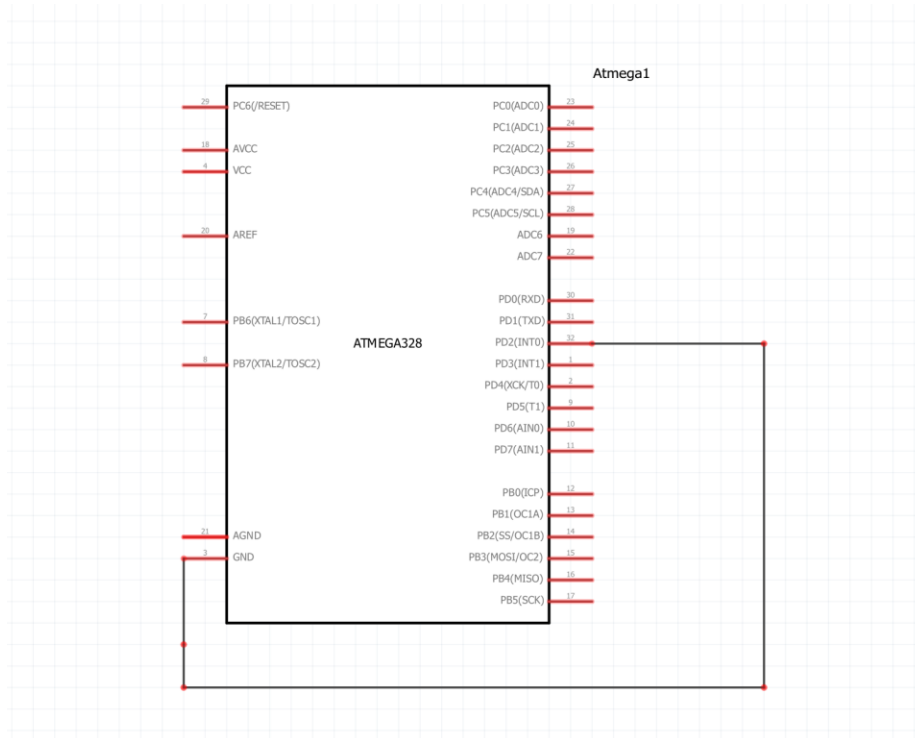 Atmega1
29 PC6(/RESET)
18 AVCC
4 VCC
20 AREF
7 PB6(XTAL1/TOSC1)
8 PB7(XTAL2/TOSC2)
21 AGND
3 GND
ATMEGA328
PC0(ADC0) 23
PC1(ADC1) 24
PC2(ADC2) 25
PC3(ADC3) 26
PC4(ADC4/SDA) 27
PC5(ADC5/SCL) 28
ADC6 19
ADC7 22
PD0(RXD) 30
PD1(TXD) 31
PD2(INT0) 32
PD3(INT1) 1
PD4(XCK/T0) 2
PD5(T1) 9
PD6(AIN0) 10
PD7(AIN1) 11
PB0(ICP) 12
PB1(OC1A) 13
PB2(SS/OC1B) 14
PB3(MOSI/OC2) 15
PB4(MISO) 16
PB5(SCK) 17